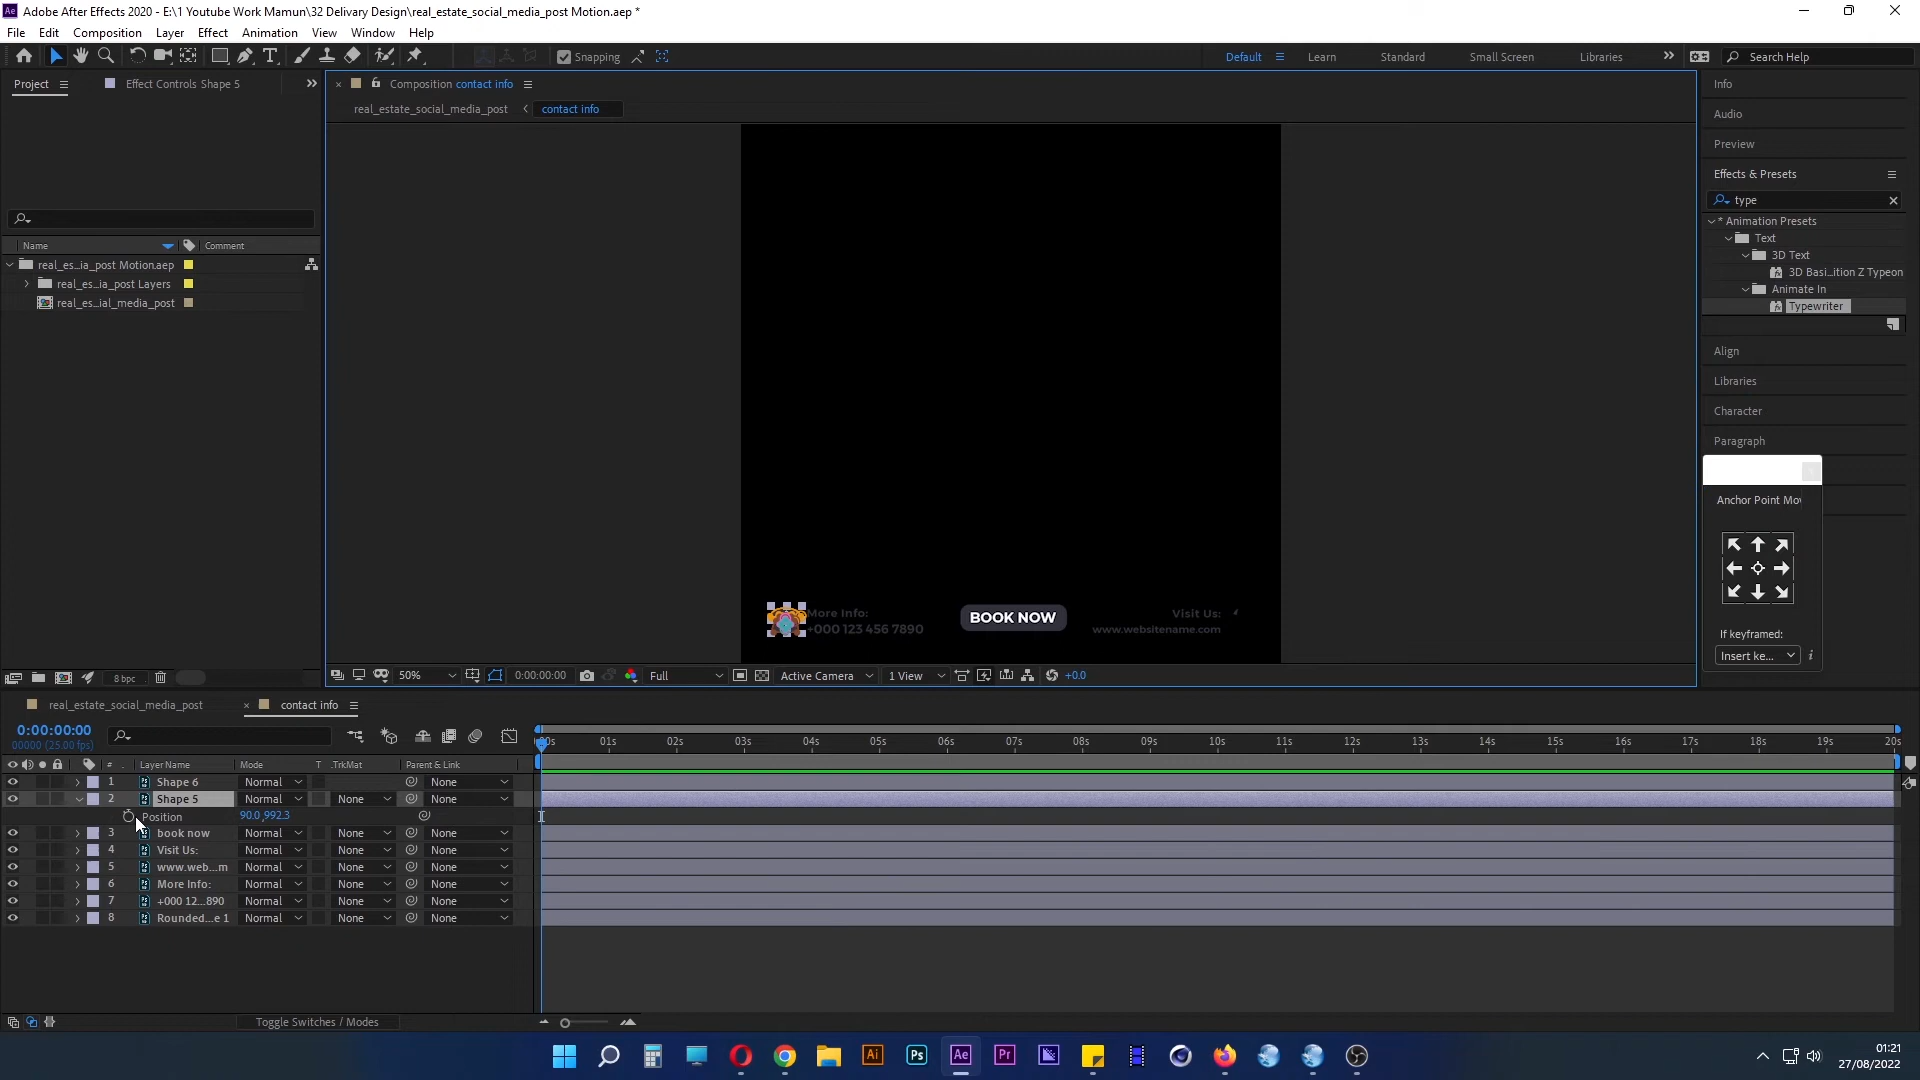 Adobe After Effects 2020 - E:\1 Youtube Work Mamun\32 Delivary Design\real_estate_social_media_post Motion.aep *
File Edit Composition Layer Effect Animation View Window Help
Snapping
Default Learn Standard Small Screen Libraries Search Help
Project Effect Controls Shape 5
Composition contact info
real_estate_social_media_post contact info
Name Comment
real_es...ia_post Motion.aep
real_es...ia_post Layers
real_es...ial_media_post
8 bpc
More Info:
+000 123 456 7890
BOOK NOW
Visit Us:
www.websitename.com
50% 0:00:00:00 Full Active Camera 1 View +0.0
Info
Audio
Preview
Effects & Presets
type
* Animation Presets
Text
3D Text
3D Basi...ition Z Typeon
Animate In
Typewriter
Align
Libraries
Character
Paragraph
Anchor Point Mov
If keyframed:
Insert ke...
real_estate_social_media_post contact info
0:00:00:00
00000 (25.00 fps)
# Layer Name Mode T .TrkMat Parent & Link
1 Shape 6 Normal None
2 Shape 5 Normal None None
Position 90.0,992.3
3 book now Normal None None
4 Visit Us: Normal None None
5 www.web...m Normal None None
6 More Info: Normal None None
7 +000 12...890 Normal None None
8 Rounded...e 1 Normal None None
01s 02s 03s 04s 05s 06s 07s 08s 09s 10s 11s 12s 13s 14s 15s 16s 17s 18s 19s 20s
Toggle Switches / Modes
01:21
27/08/2022